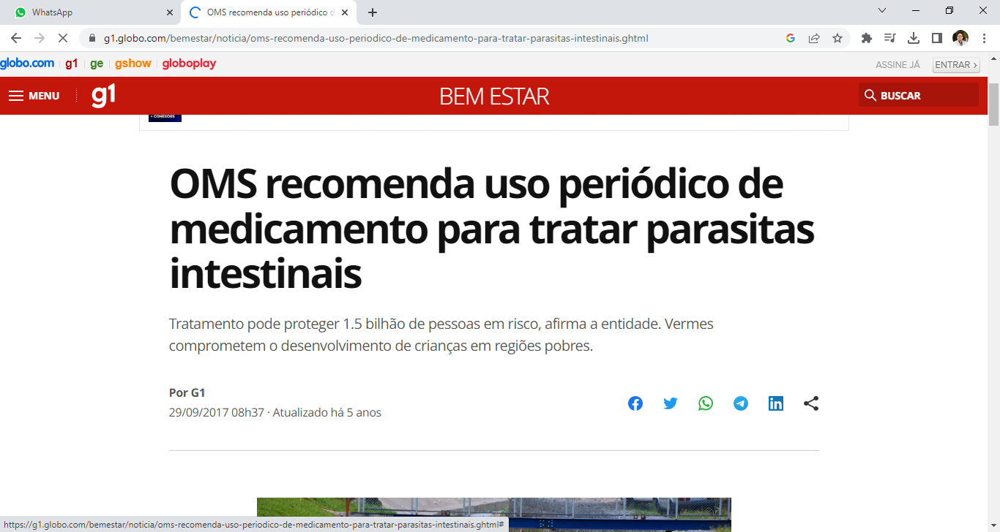 WhatsApp
OMS recomenda uso periódico d
g1.globo.com/bemestar/noticia/oms-recomenda-uso-periodico-de-medicamento-para-tratar-parasitas-intestinais.ghtml
globo.com g1 ge gshow globoplay ASSINE JÁ ENTRAR ›
MENU g1 BEM ESTAR BUSCAR
+ CONEXÕES
OMS recomenda uso periódico de
medicamento para tratar parasitas
intestinais
Tratamento pode proteger 1.5 bilhão de pessoas em risco, afirma a entidade. Vermes
comprometem o desenvolvimento de crianças em regiões pobres.
Por G1
29/09/2017 08h37 · Atualizado há 5 anos
https://g1.globo.com/bemestar/noticia/oms-recomenda-uso-periodico-de-medicamento-para-tratar-parasitas-intestinais.ghtml#